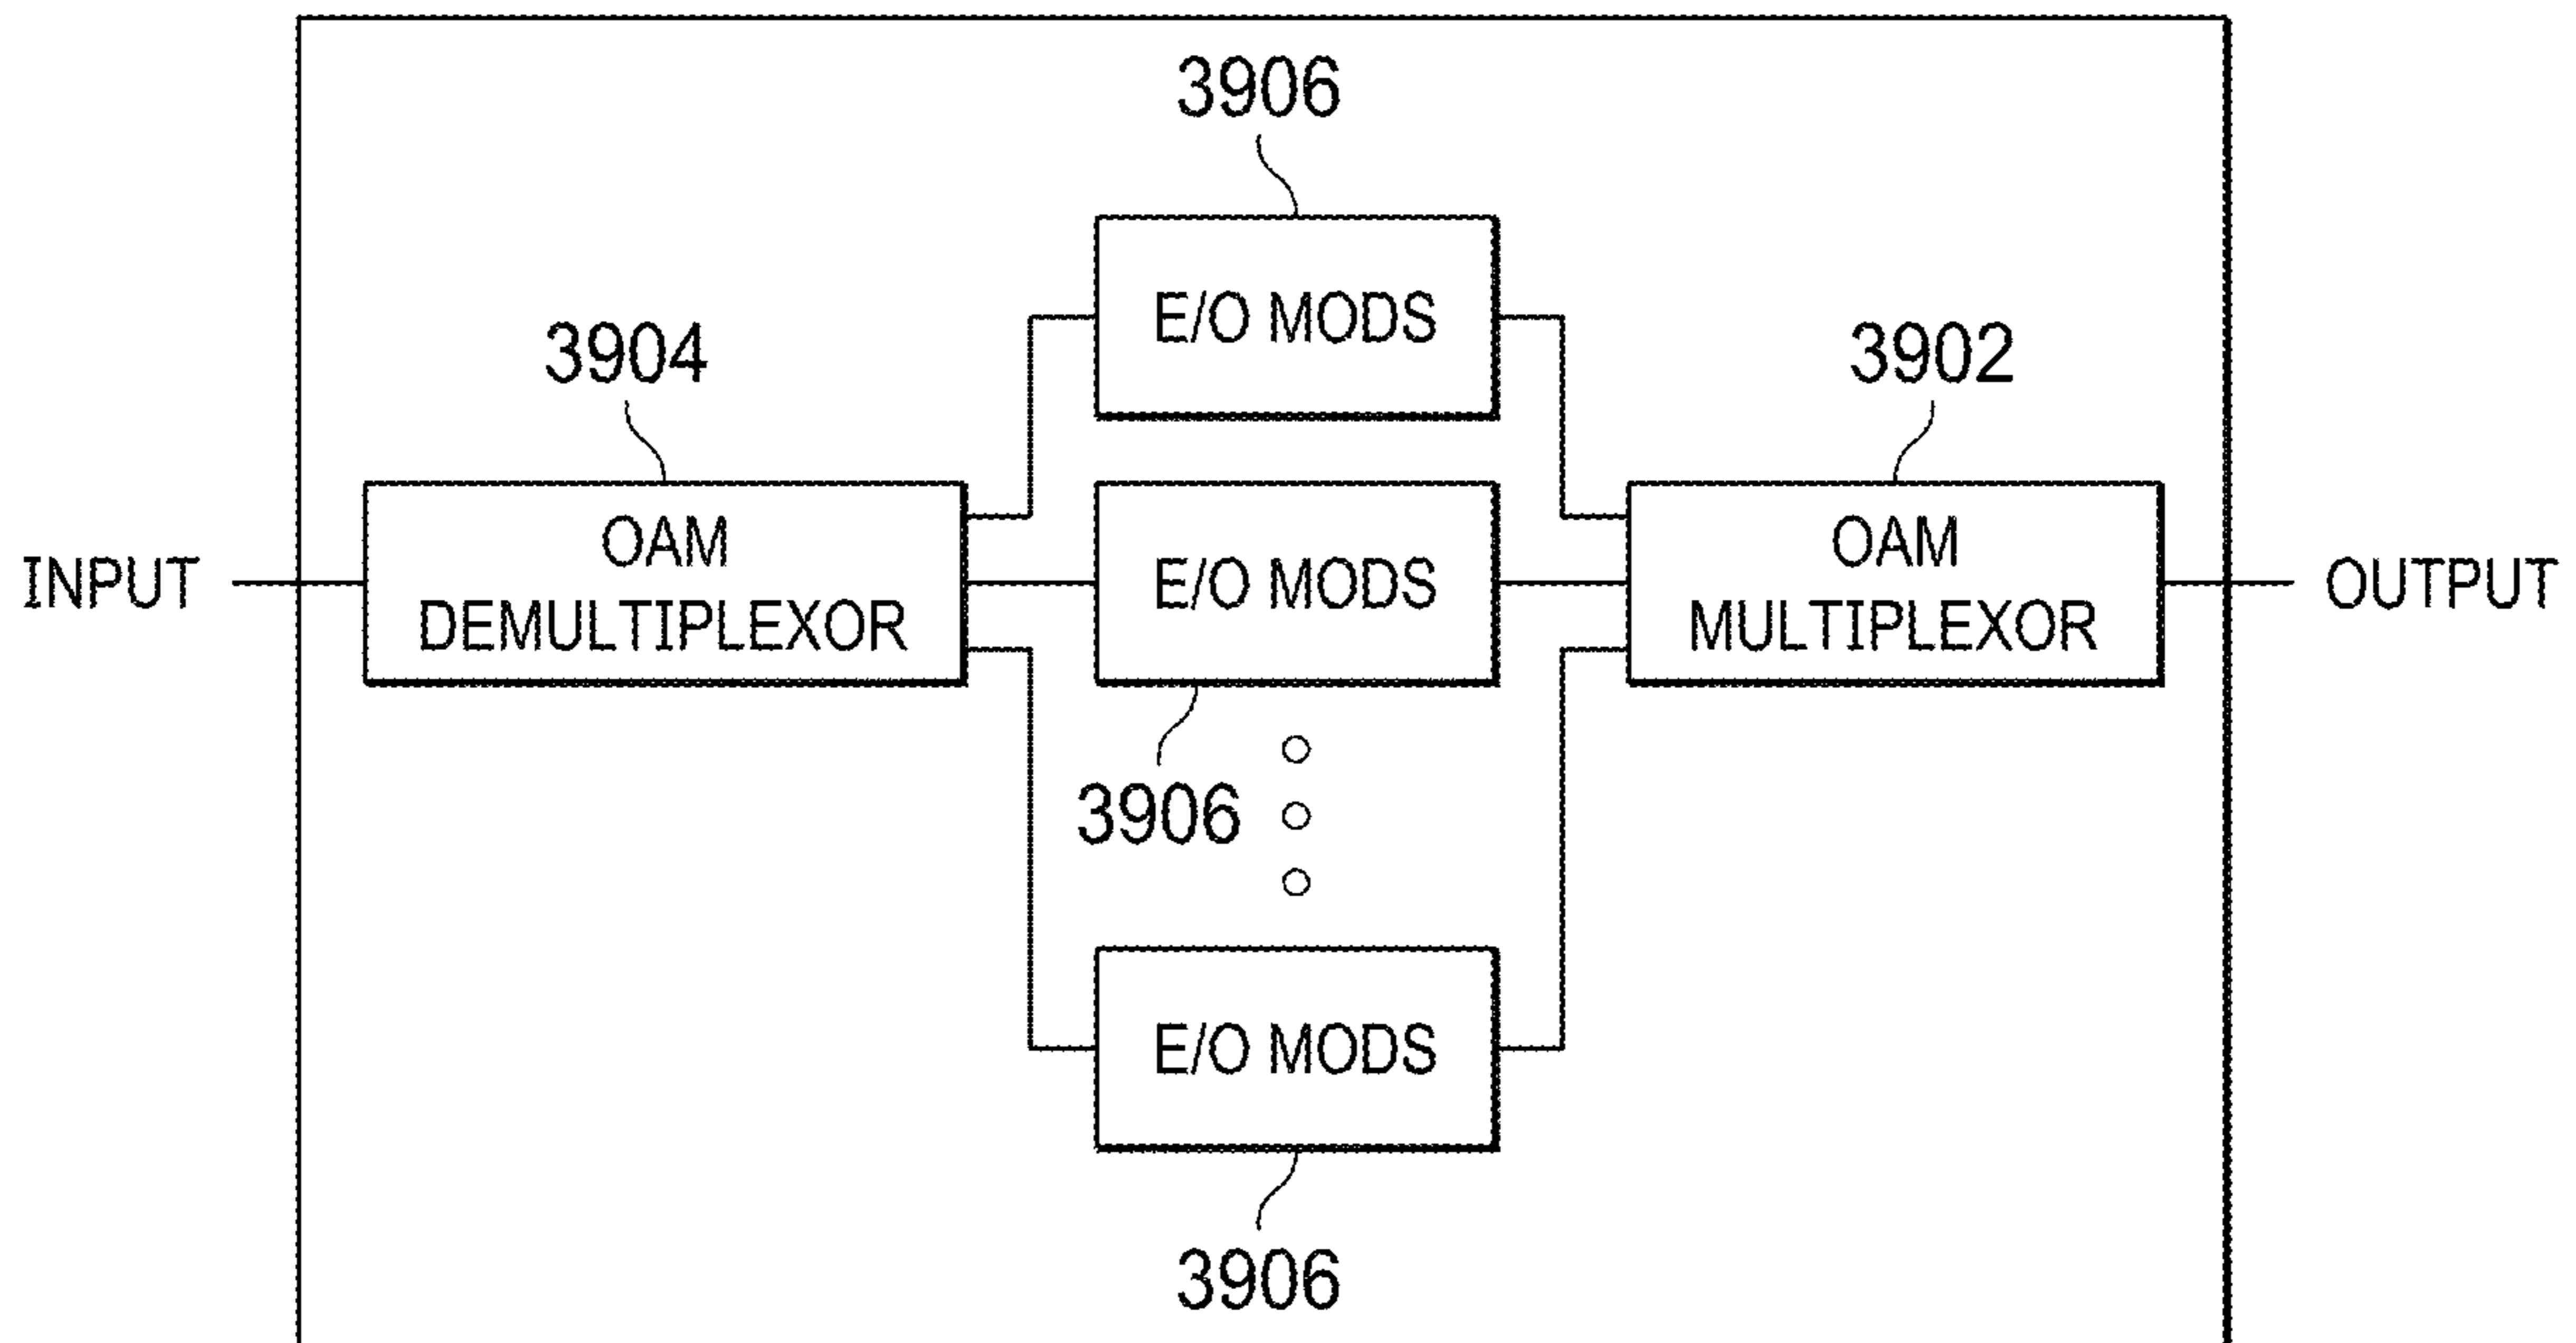 3906
E/O MODS
3904
3902
INPUT
OAM
DEMULTIPLEXOR
E/O MODS
OAM
MULTIPLEXOR
OUTPUT
3906
E/O MODS
3906